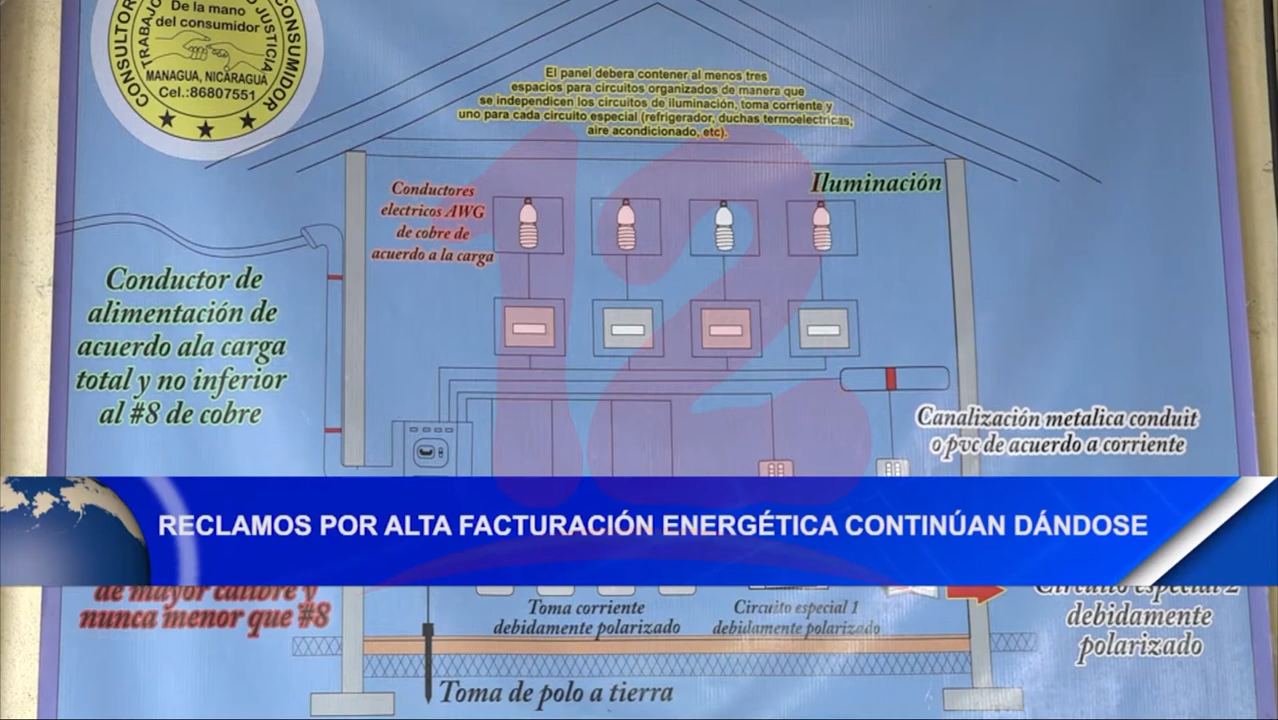 De la mano
del consumidor
CONSULTOR
TRABAJO
JUSTICIA
CONSUMIDOR
MANAGUA, NICARAGUA
Cel.:86807551
El panel debera contener al menos tres
espacios para circuitos organizados de manera que
se independicen los circuitos de iluminación, toma corriente y
uno para cada circuito especial (refrigerador, duchas termoelectricas,
aire acondicionado, etc).
Conductores
electricos AWG
de cobre de
acuerdo a la carga
Iluminación
Conductor de
alimentación de
acuerdo ala carga
total y no inferior
al #8 de cobre
12
Canalización metalica conduit
o pvc de acuerdo a corriente
RECLAMOS POR ALTA FACTURACIÓN ENERGÉTICA CONTINÚAN DÁNDOSE
de mayor calibre y
nunca menor que #8
Toma corriente
debidamente polarizado
Circuito especial 1
debidamente polarizado
Circuito especial 2
debidamente
polarizado
Toma de polo a tierra